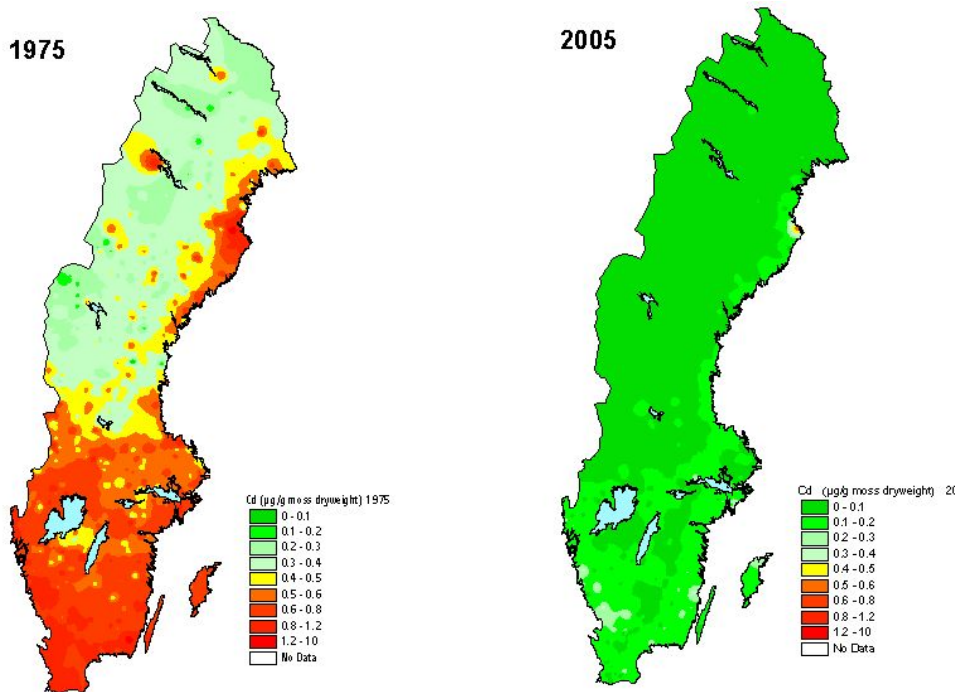 1975
2005
Cd (µg/g moss dryweight) 1975
0 - 0.1
0.1 - 0.2
0.2 - 0.3
0.3 - 0.4
0.4 - 0.5
0.5 - 0.6
0.6 - 0.8
0.8 - 1.2
1.2 - 10
No Data
Cd (µg/g moss dryweight) 20
0 - 0.1
0.1 - 0.2
0.2 - 0.3
0.3 - 0.4
0.4 - 0.5
0.5 - 0.6
0.6 - 0.8
0.8 - 1.2
1.2 - 10
No Data